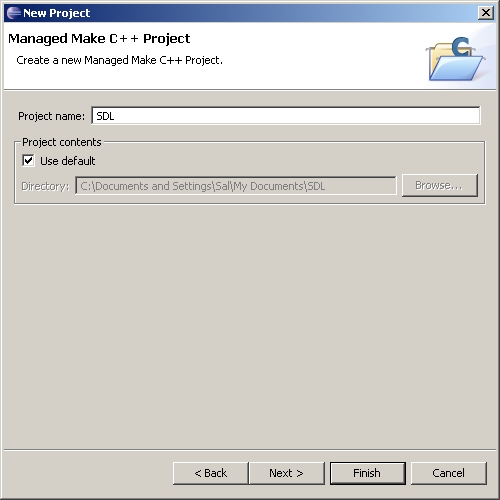 New Project
Managed Make C++ Project
Create a new Managed Make C++ Project.
C
Project name: SDL
Project contents
Use default
Directory: C:\Documents and Settings\Sal\My Documents\SDL Browse...
< Back Next > Finish Cancel